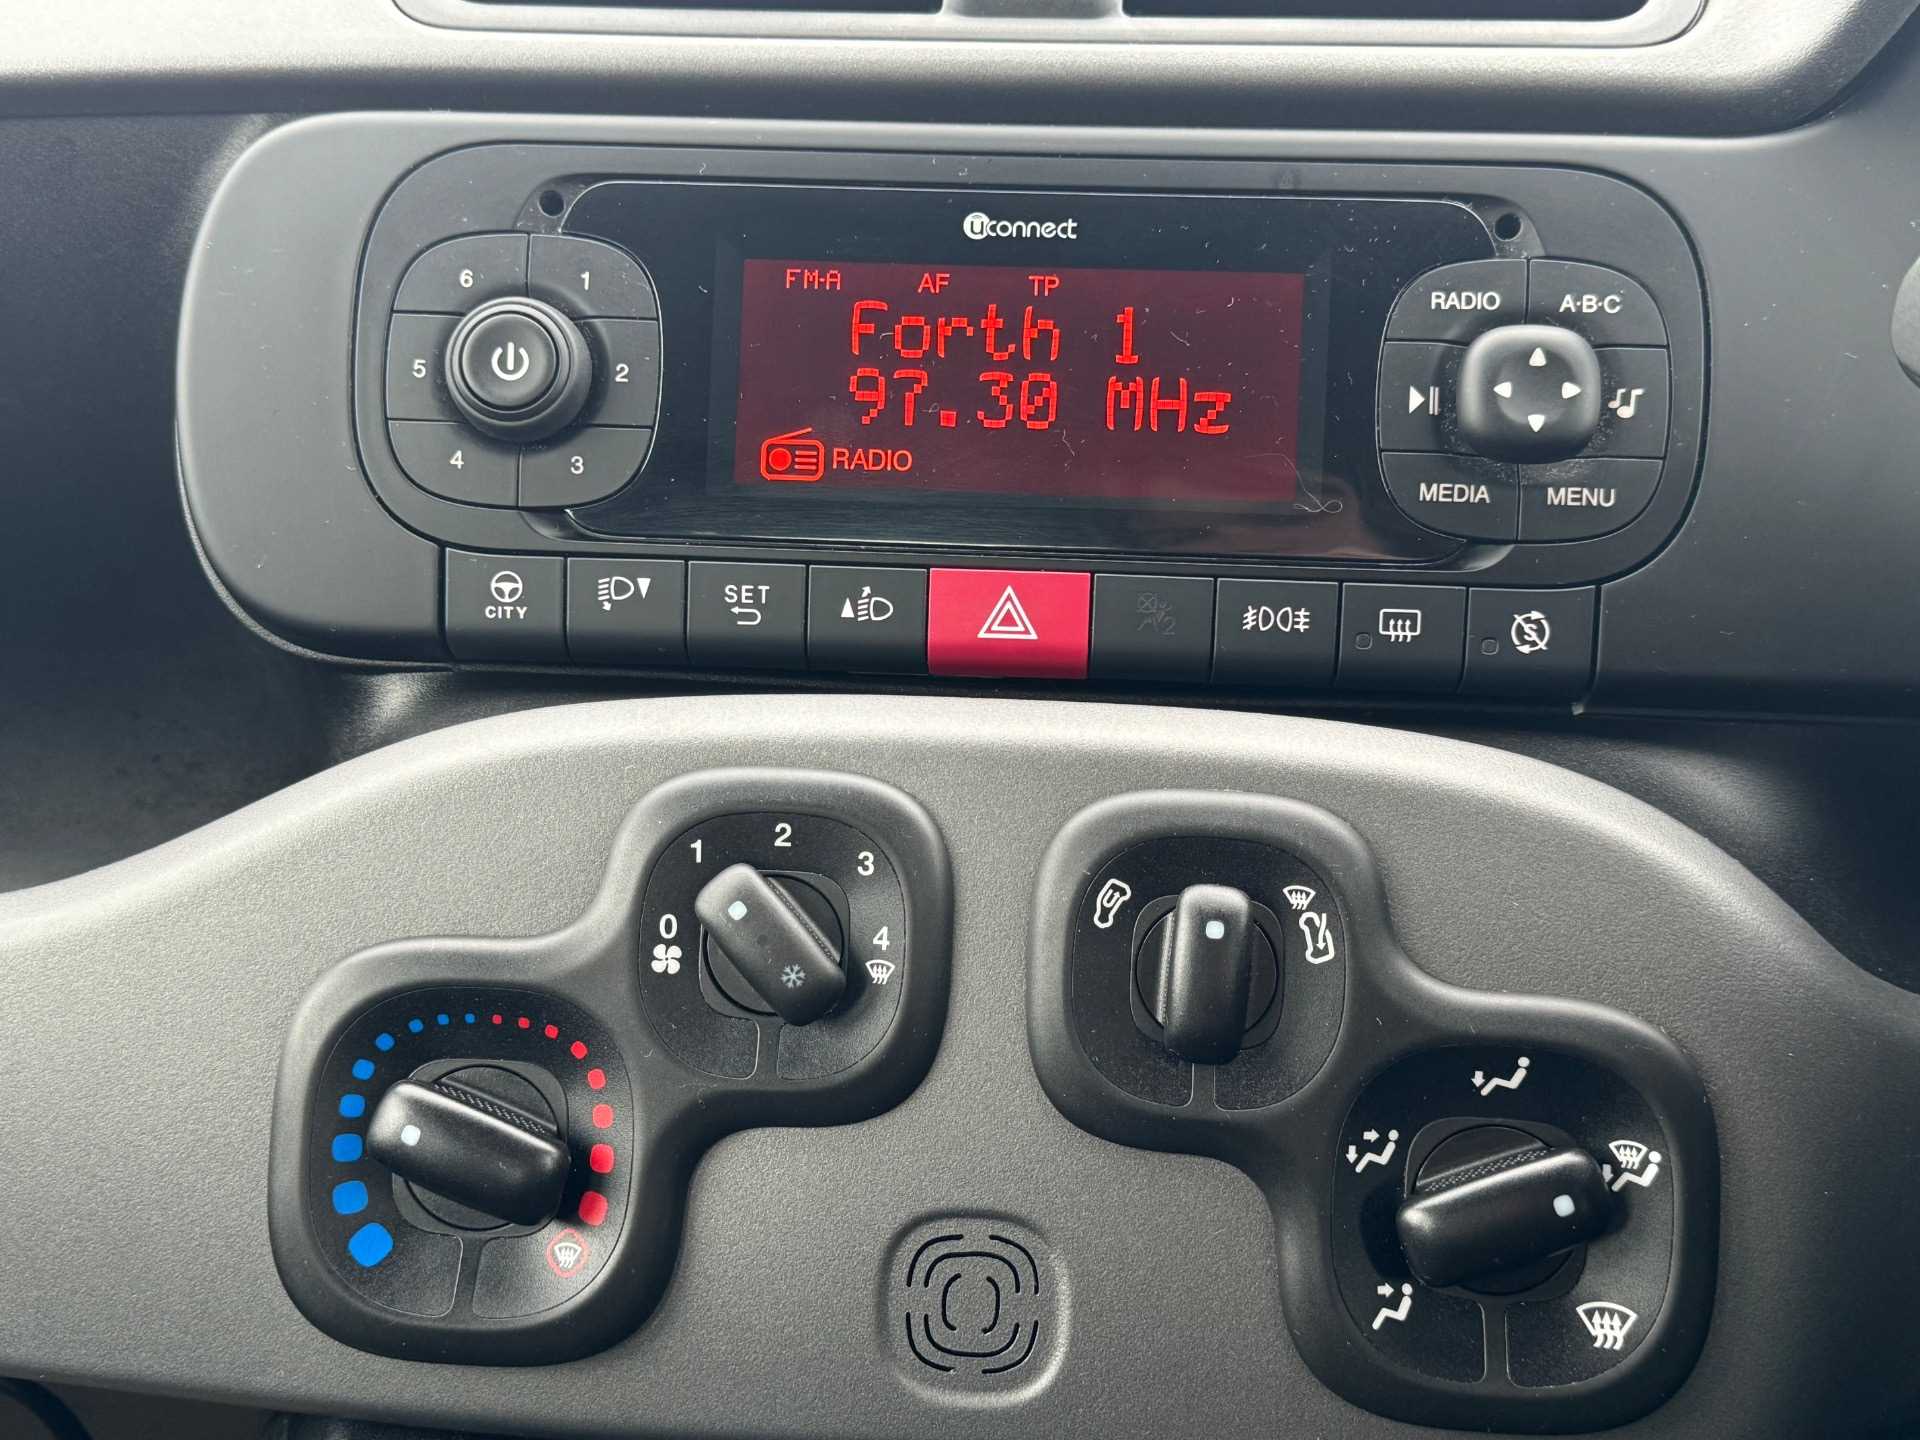 uconnect
FM-A AF TP
Forth 1
97.30 MHz
RADIO
6 1
5 2
4 3
RADIO A·B·C
MEDIA MENU
CITY
SET
2
0 1 2 3 4